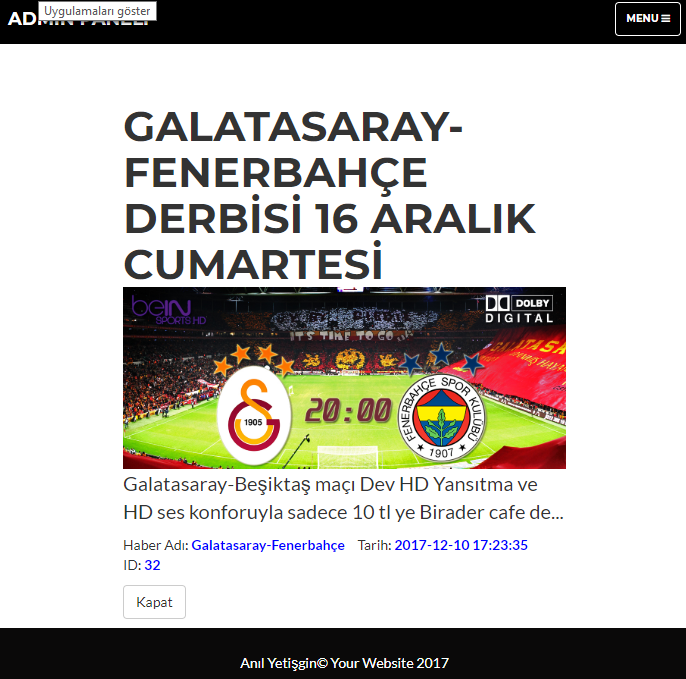 ADMIN PANELI
Uygulamaları göster
MENU
GALATASARAY-
FENERBAHÇE
DERBİSİ 16 ARALIK
CUMARTESİ
beIN
SPORTS HD
DOLBY
DIGITAL
IT'S TIME TO GO
GALATASARAY
1905
20:00
FENERBAHÇE SPOR KULÜBÜ
1907
Galatasaray-Beşiktaş maçı Dev HD Yansıtma ve
HD ses konforuyla sadece 10 tl ye Birader cafe de...
Haber Adı: Galatasaray-Fenerbahçe Tarih: 2017-12-10 17:23:35
ID: 32
Kapat
Anıl Yetişgin© Your Website 2017